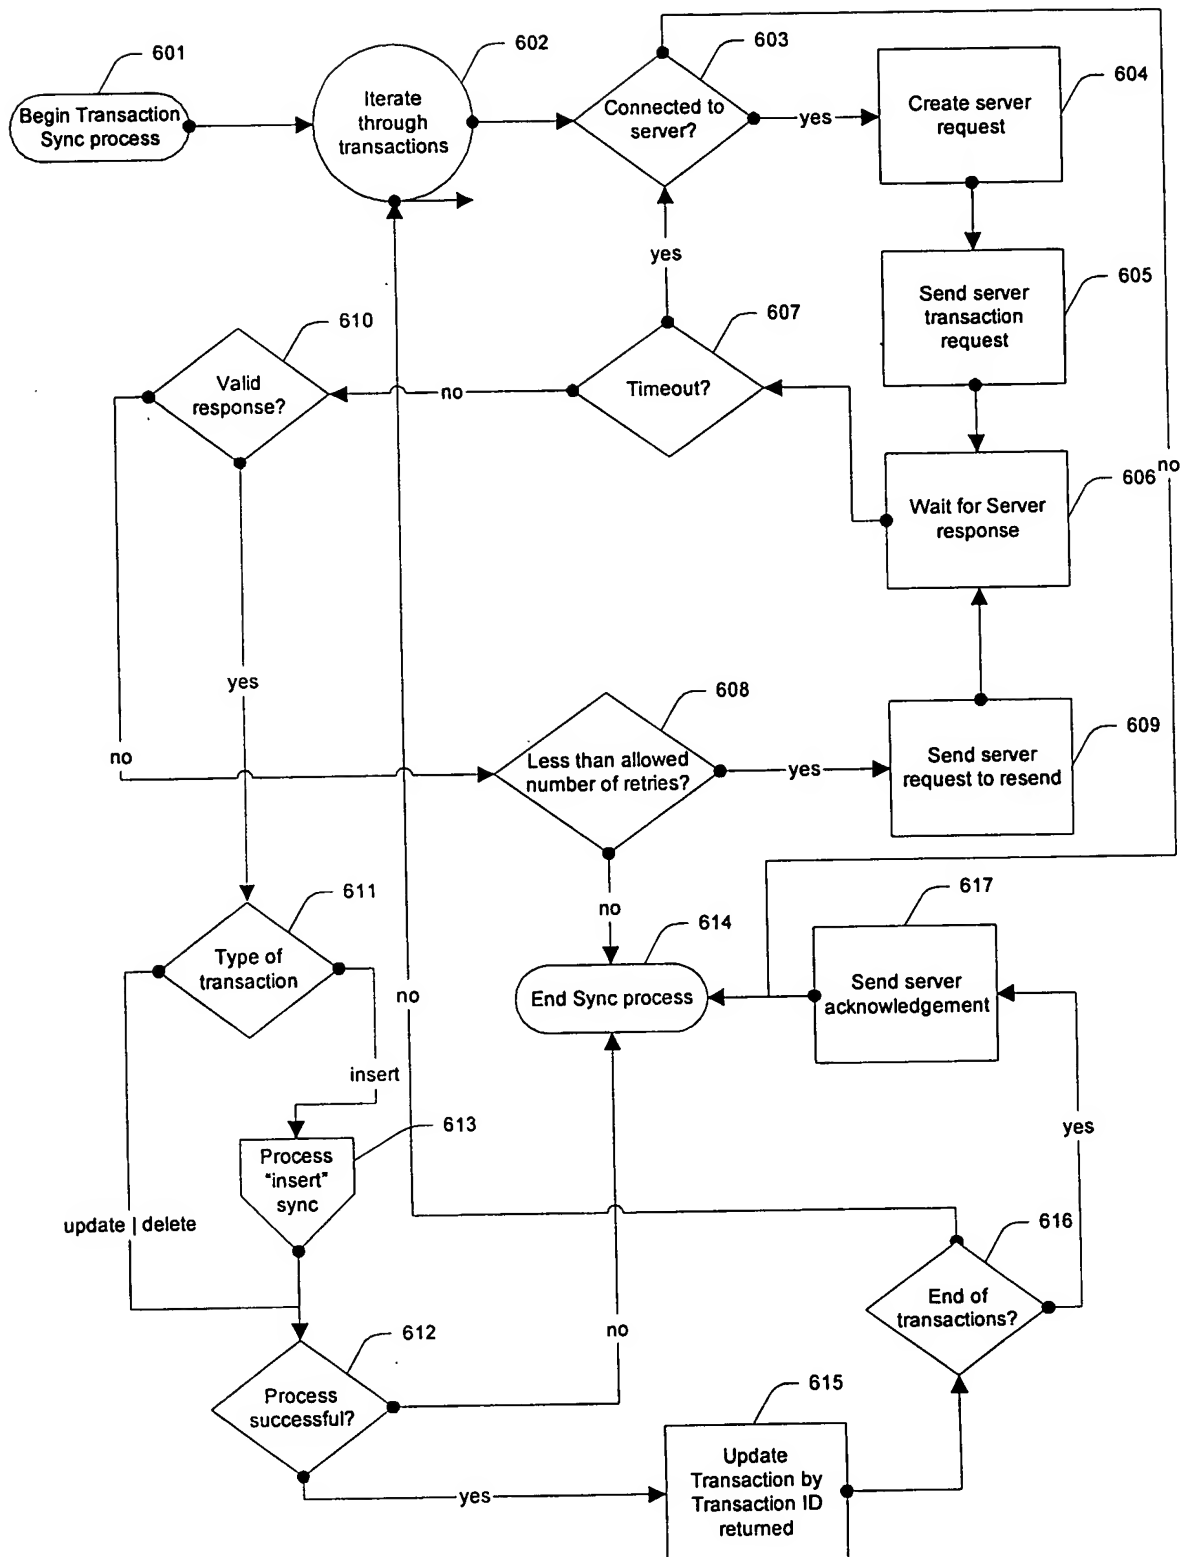 601
Begin Transaction
Sync process
602
Iterate
through
transactions
603
Connected to
server?
yes
604
Create server
request
605
Send server
transaction
request
yes
607
Timeout?
no
610
Valid
response?
606
no
Wait for Server
response
yes
no
608
Less than allowed
number of retries?
yes
609
Send server
request to resend
no
611
Type of
transaction
no
614
End Sync process
617
Send server
acknowledgement
insert
613
Process
"insert"
sync
update | delete
yes
616
End of
transactions?
no
612
Process
successful?
yes
615
Update
Transaction by
Transaction ID
returned